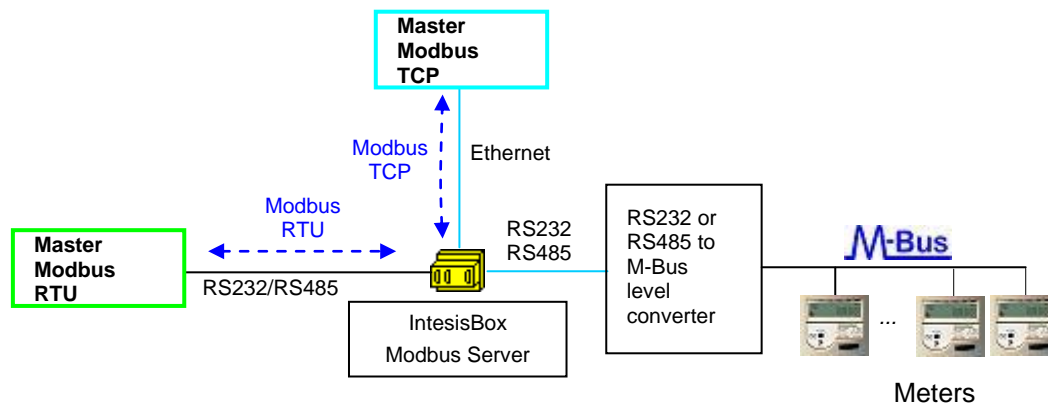 Master
Modbus
TCP
Modbus
TCP
Ethernet
Modbus
RTU
Master
Modbus
RTU
RS232/RS485
RS232
RS485
IntesisBox
Modbus Server
RS232 or
RS485 to
M-Bus
level
converter
M-Bus
...
Meters